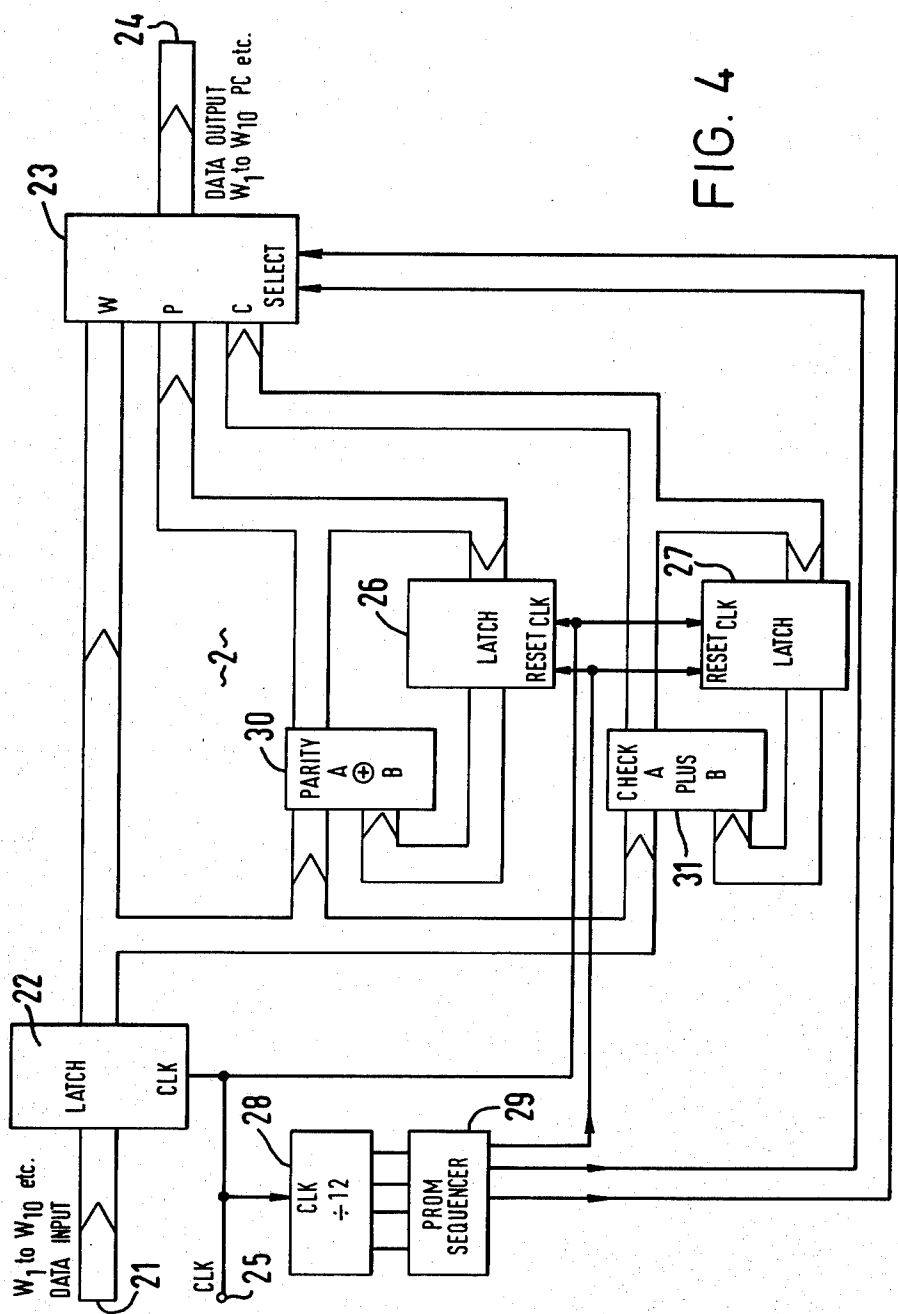 W1 to W10 etc.
DATA INPUT
21
22
LATCH
CLK
CLK
25
28
CLK
÷12
29
PROM
SEQUENCER
~2~
30
PARITY
A
⊕
B
26
LATCH
RESET CLK
CHECK
A
PLUS
B
31
27
RESET CLK
LATCH
23
W
P
C
SELECT
24
DATA OUTPUT
W1 to W10 PC etc.
FIG. 4